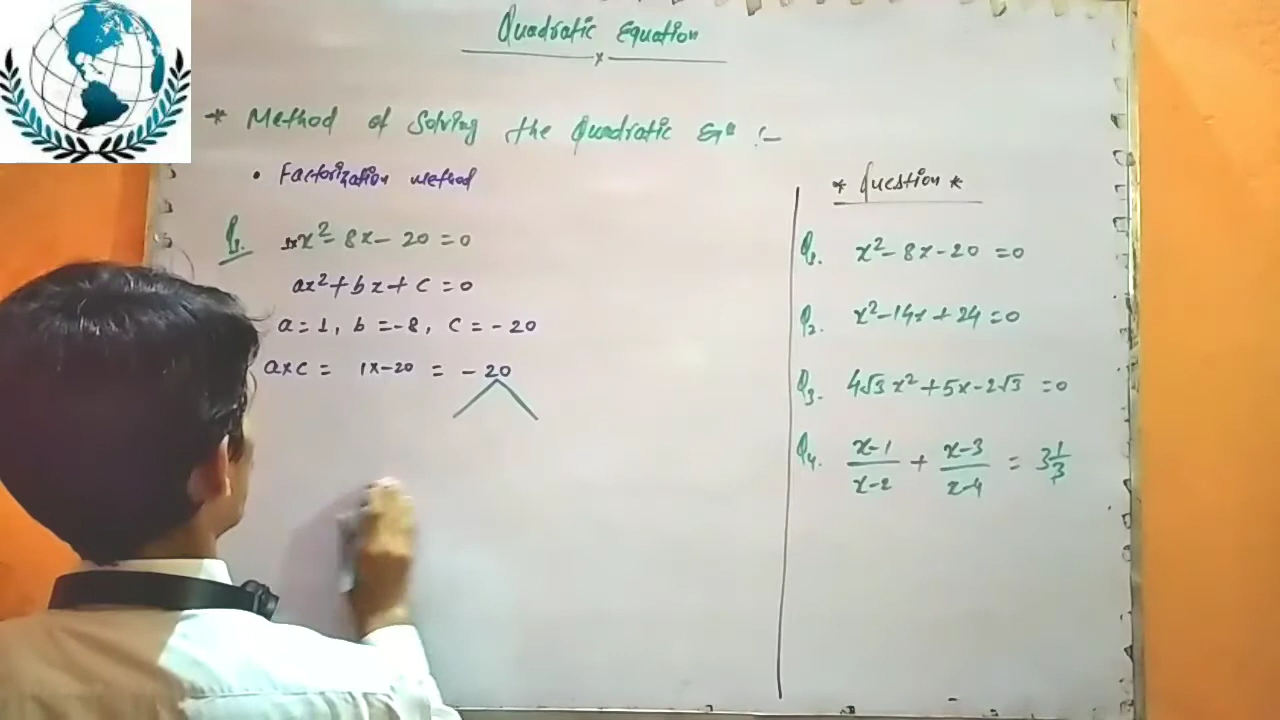 Quadratic Equation
* Method of Solving the Quadratic Eqⁿ :-
• Factorization method
Q1. 1x² - 8x - 20 = 0
ax² + bx + c = 0
a = 1, b = -8, c = -20
a×c = 1×-20 = -20
* Question *
Q1. x² - 8x - 20 = 0
Q2. x² - 14x + 24 = 0
Q3. 4√3 x² + 5x - 2√3 = 0
Q4. (x-1)/(x-2) + (x-3)/(x-4) = 3 1/3